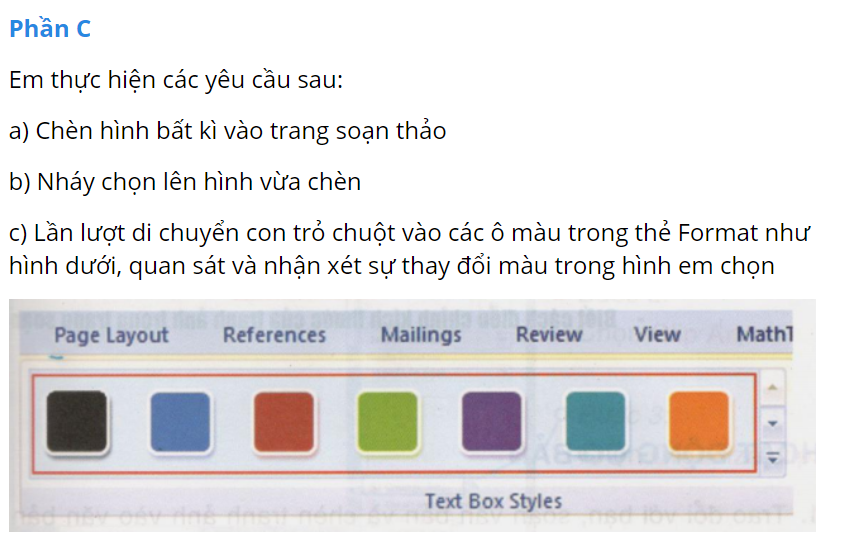 Phần C
Em thực hiện các yêu cầu sau:
a) Chèn hình bất kì vào trang soạn thảo
b) Nháy chọn lên hình vừa chèn
c) Lần lượt di chuyển con trỏ chuột vào các ô màu trong thẻ Format như
hình dưới, quan sát và nhận xét sự thay đổi màu trong hình em chọn
Page Layout References Mailings Review View MathT
Text Box Styles